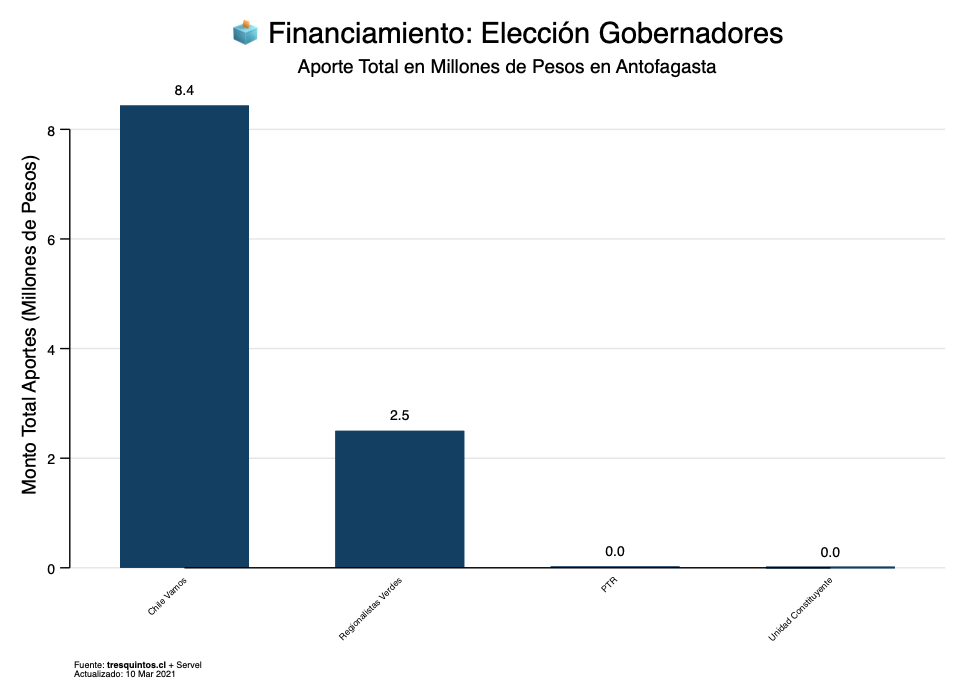 Financiamiento: Elección Gobernadores
Aporte Total en Millones de Pesos en Antofagasta
Monto Total Aportes (Millones de Pesos)
8
6
4
2
0
8.4
2.5
0.0
0.0
Chile Vamos
Regionalistas Verdes
PTR
Unidad Constituyente
Fuente: tresquintos.cl + Servel
Actualizado: 10 Mar 2021